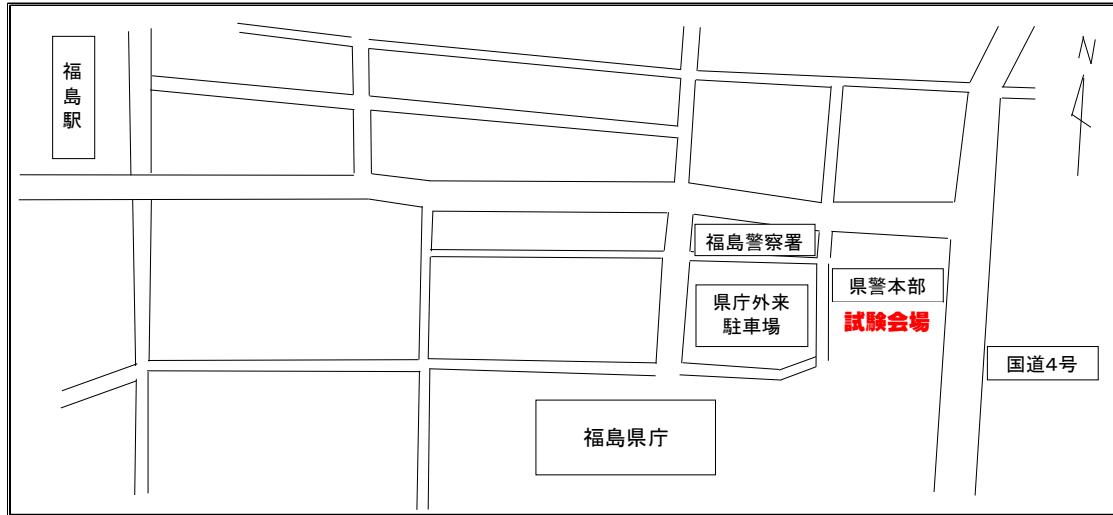 福島駅
N
福島警察署
県庁外来
駐車場
県警本部
試験会場
国道4号
福島県庁